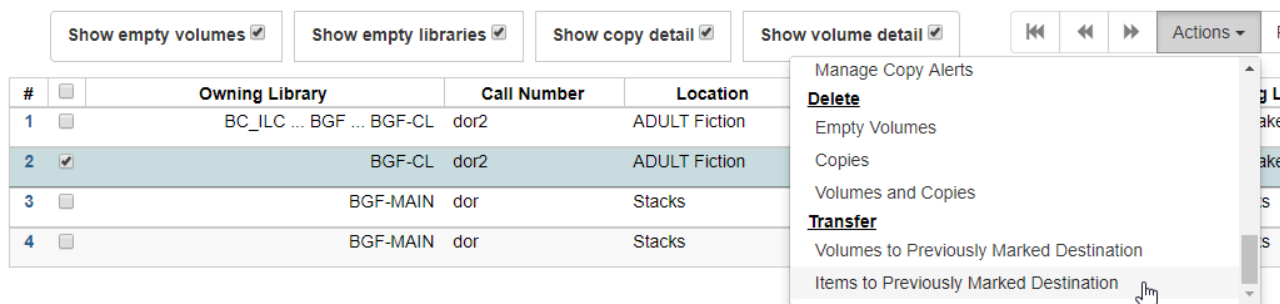 Show empty volumes
Show empty libraries
Show copy detail
Show volume detail
Actions
Manage Copy Alerts
Delete
Empty Volumes
Copies
Volumes and Copies
Transfer
Volumes to Previously Marked Destination
Items to Previously Marked Destination
# Owning Library Call Number Location
1 BC_ILC ... BGF ... BGF-CL dor2 ADULT Fiction
2 BGF-CL dor2 ADULT Fiction
3 BGF-MAIN dor Stacks
4 BGF-MAIN dor Stacks